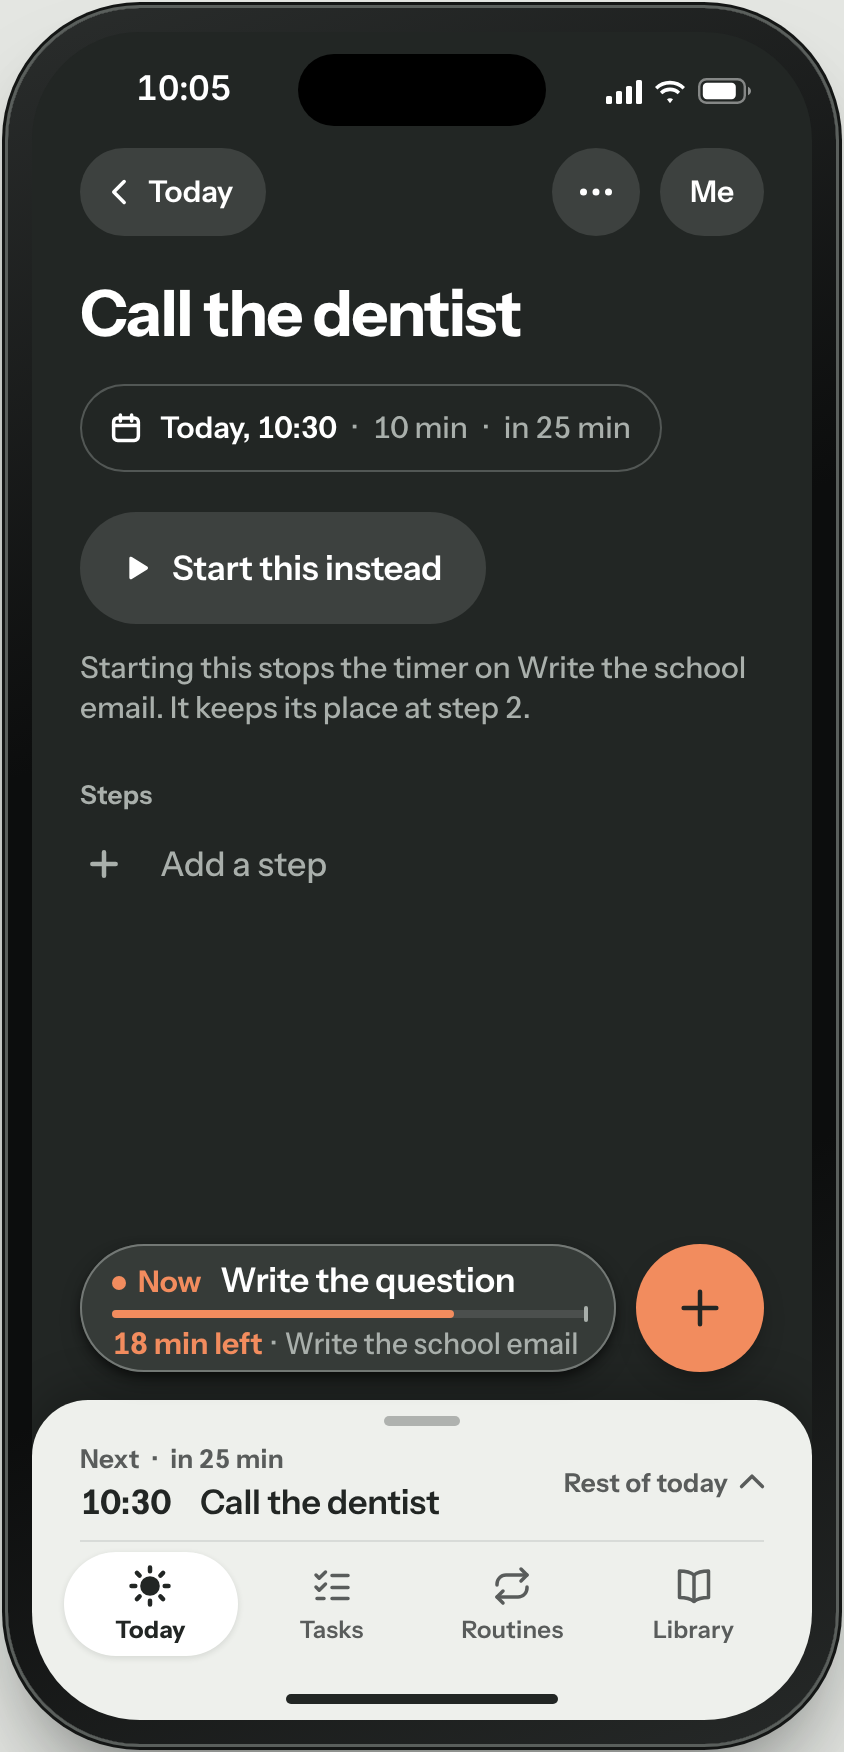 10:05
Today
Me
Call the dentist
Today, 10:30 · 10 min · in 25 min
Start this instead
Starting this stops the timer on Write the school
email. It keeps its place at step 2.
Steps
Add a step
Now Write the question
18 min left · Write the school email
Next · in 25 min
10:30 Call the dentist
Rest of today
Today
Tasks
Routines
Library